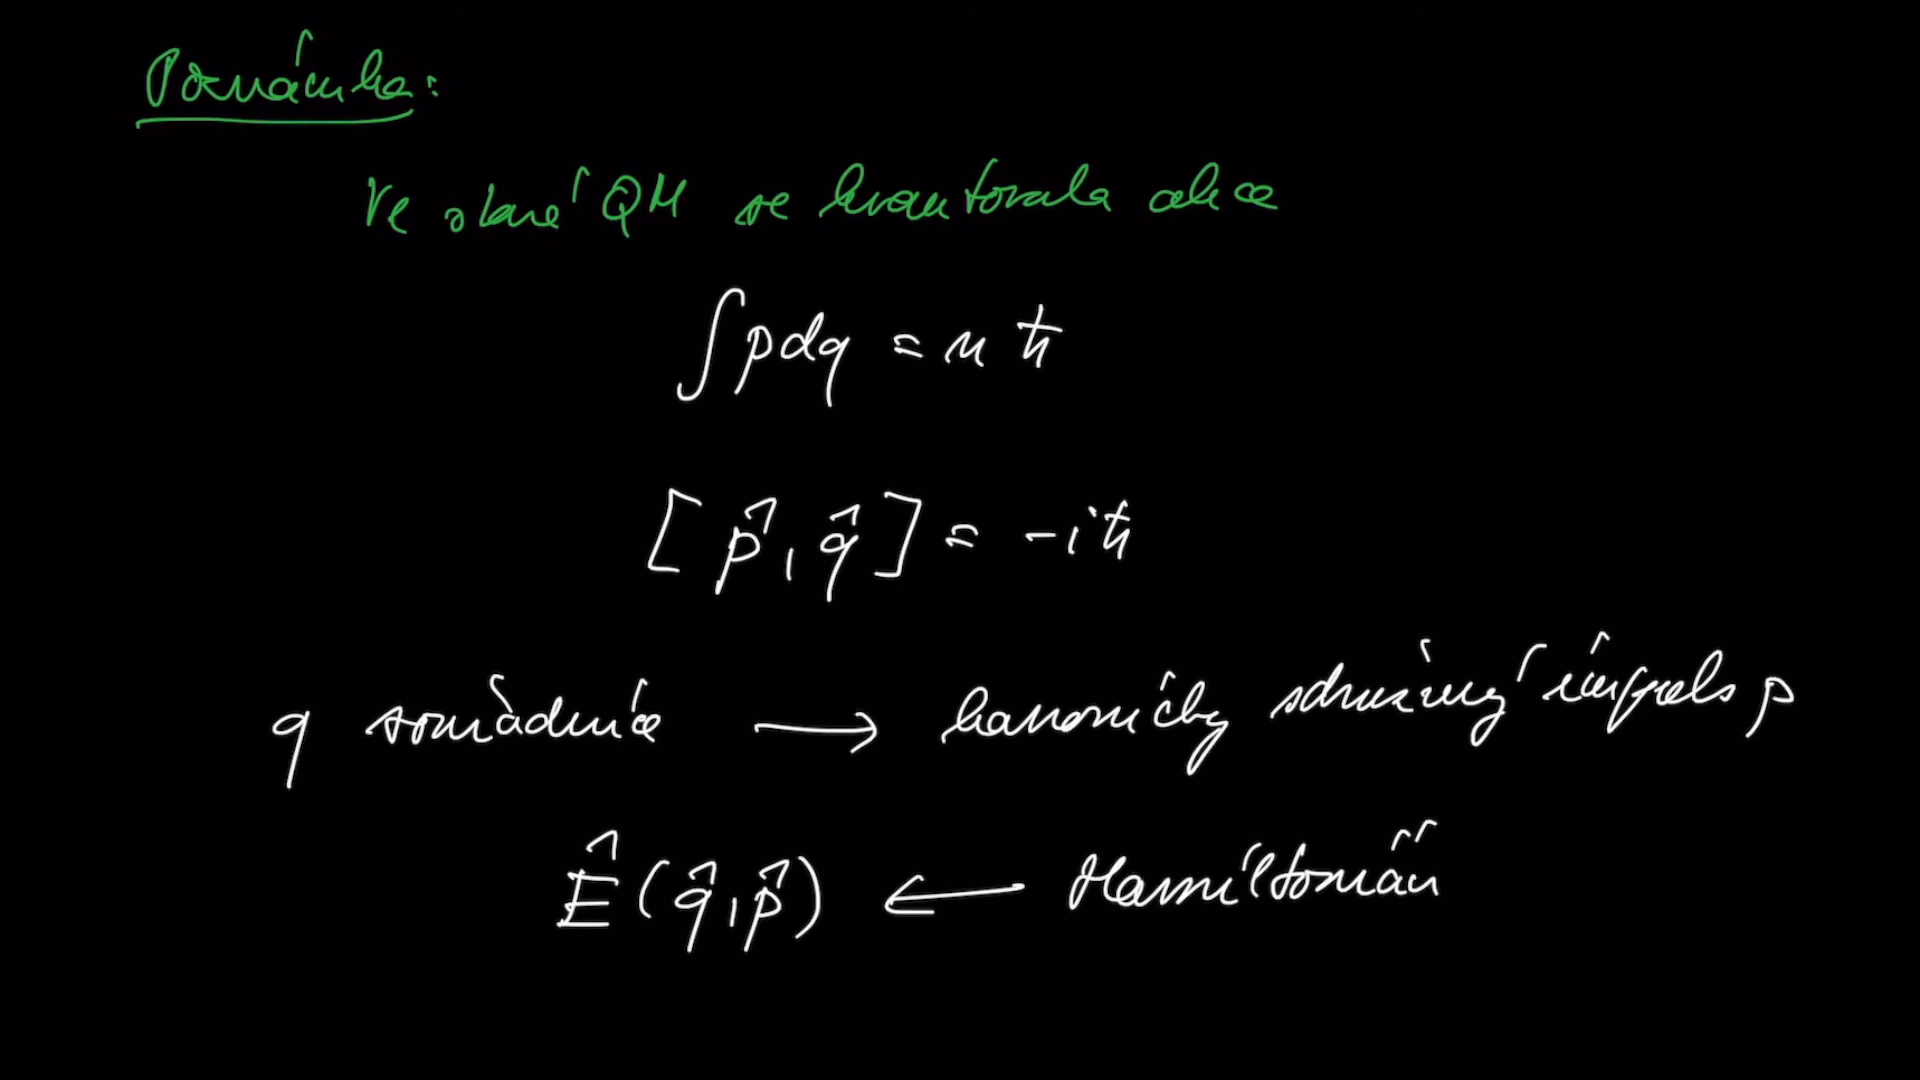 Poznámka:
Ve staré QM se kvantovala akce
∫pdq = nħ
[p̂, q̂] = -iħ
q souřadnice → kanonicky sdružený impuls p
Ê(q̂, p̂) ← Hamiltonián